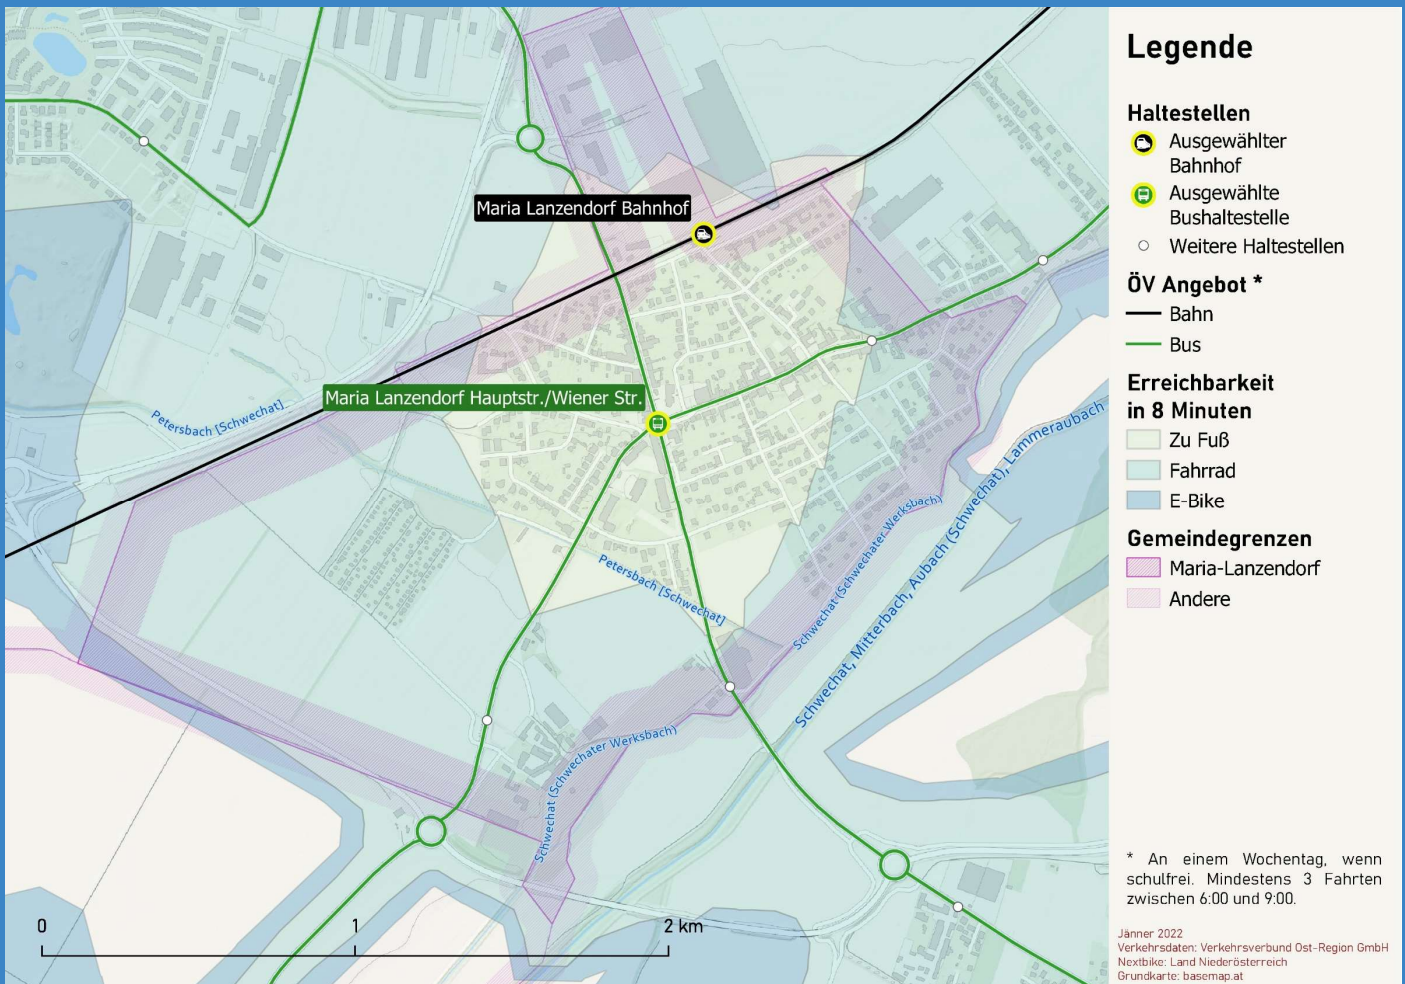 Maria Lanzendorf Bahnhof
Maria Lanzendorf Hauptstr./Wiener Str.
Petersbach [Schwechat]
Petersbach [Schwechat]
Schwechat (Schwechater Werksbach)
Schwechat, Mitterbach, Aubach (Schwechat), Lammeraubach
Schwechat (Schwechater Werksbach)
0 1 2 km
Legende
Haltestellen
Ausgewählter
Bahnhof
Ausgewählte
Bushaltestelle
Weitere Haltestellen
ÖV Angebot *
Bahn
Bus
Erreichbarkeit
in 8 Minuten
Zu Fuß
Fahrrad
E-Bike
Gemeindegrenzen
Maria-Lanzendorf
Andere
* An einem Wochentag, wenn
schulfrei. Mindestens 3 Fahrten
zwischen 6:00 und 9:00.
Jänner 2022
Verkehrsdaten: Verkehrsverbund Ost-Region GmbH
Nextbike: Land Niederösterreich
Grundkarte: basemap.at